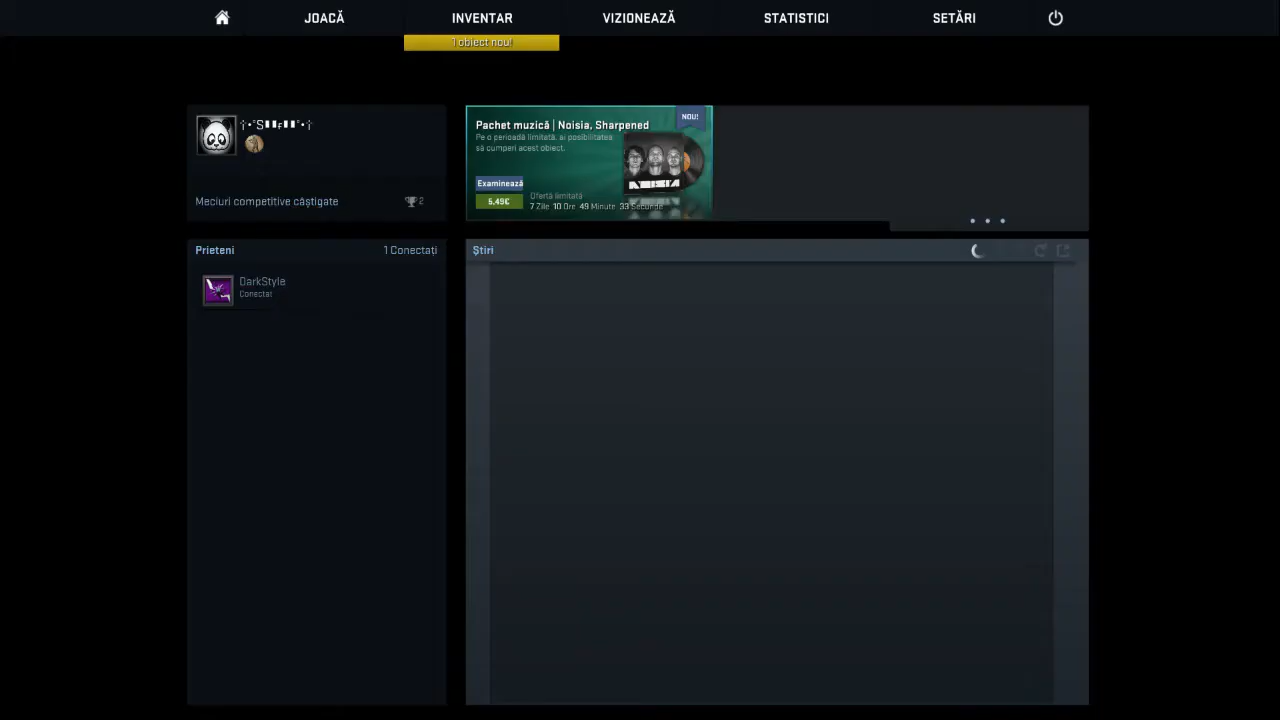 JOACĂ
INVENTAR
VIZIONEAZĂ
STATISTICI
SETĂRI
1 obiect nou!
Pachet muzică | Noisia, Sharpened
NOU!
Pe o perioadă limitată, ai posibilitatea
să cumperi acest obiect.
NOISIA
Examinează
5,49€
Ofertă limitată
7 Zile 10 Ore 49 Minute 33 Secunde
Meciuri competitive câștigate
2
Prieteni
1 Conectați
DarkStyle
Conectat
Știri